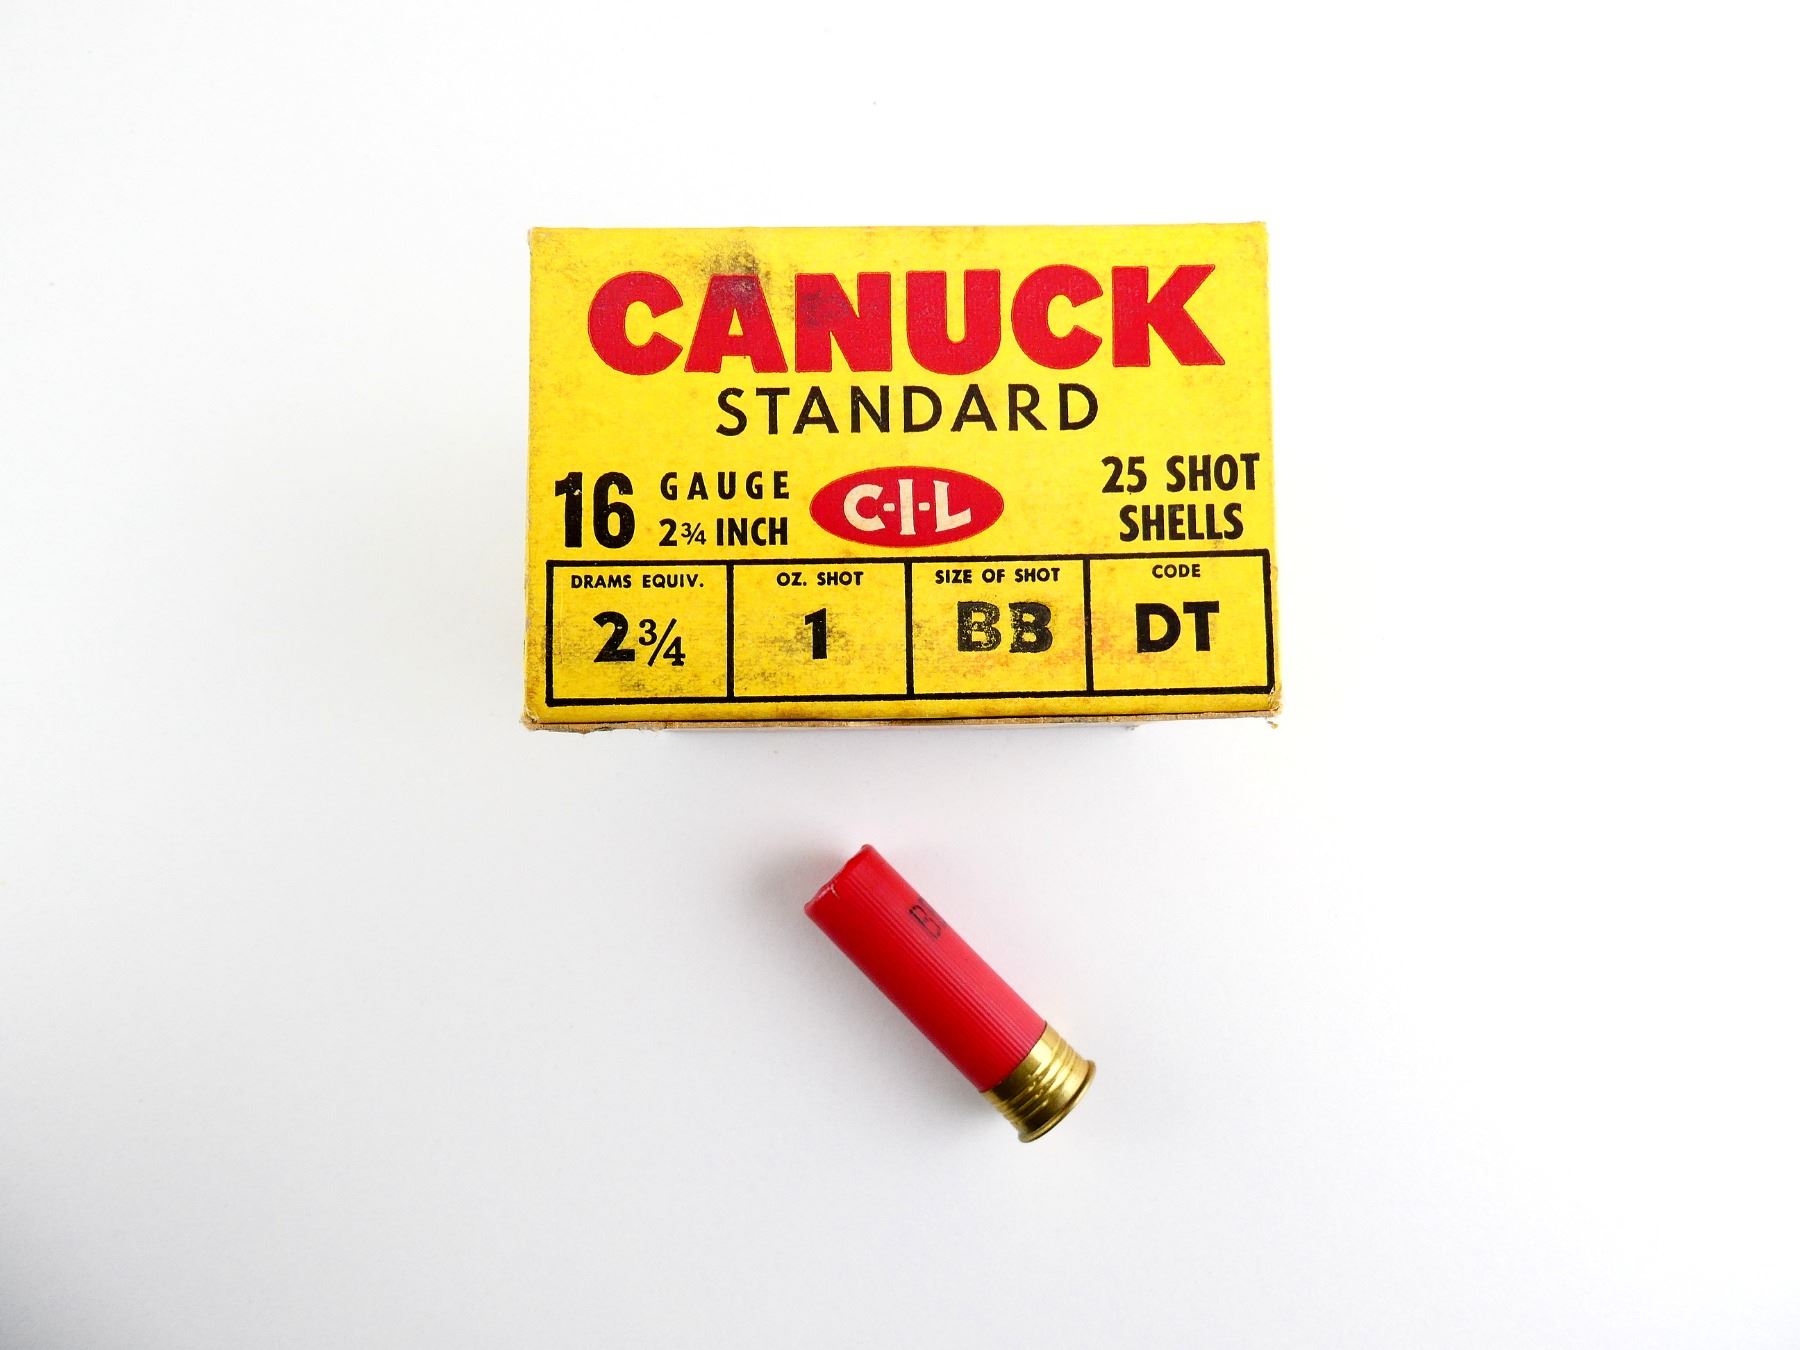 CANUCK
STANDARD
16 GAUGE
2¾ INCH
C-I-L
25 SHOT
SHELLS
DRAMS EQUIV.
2¾
OZ. SHOT
1
SIZE OF SHOT
BB
CODE
DT